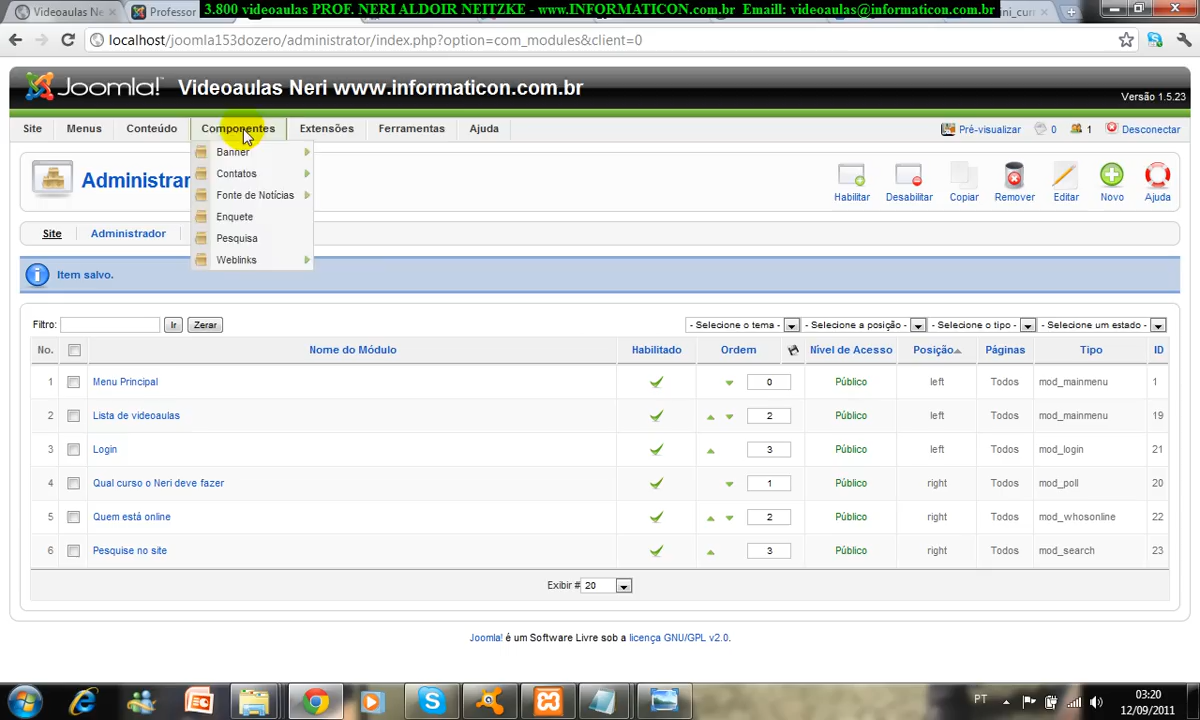 3.800 videoaulas PROF. NERI ALDOIR NEITZKE - www.INFORMATICON.com.br Emaill: videoaulas@informaticon.com.br
Videoaulas Ne
Professor
localhost/joomla153dozero/administrator/index.php?option=com_modules&client=0
Joomla! Videoaulas Neri www.informaticon.com.br
Versão 1.5.23
Site Menus Conteúdo Componentes Extensões Ferramentas Ajuda Pré-visualizar 0 1 Desconectar
Banner
Contatos
Fonte de Notícias
Enquete
Pesquisa
Weblinks
Administrar
Habilitar Desabilitar Copiar Remover Editar Novo Ajuda
Site Administrador
Item salvo.
Filtro: Ir Zerar - Selecione o tema - - Selecione a posição - - Selecione o tipo - - Selecione um estado -
No. Nome do Módulo Habilitado Ordem Nível de Acesso Posição Páginas Tipo ID
1 Menu Principal 0 Público left Todos mod_mainmenu 1
2 Lista de videoaulas 2 Público left Todos mod_mainmenu 19
3 Login 3 Público left Todos mod_login 21
4 Qual curso o Neri deve fazer 1 Público right Todos mod_poll 20
5 Quem está online 2 Público right Todos mod_whosonline 22
6 Pesquise no site 3 Público right Todos mod_search 23
Exibir # 20
Joomla! é um Software Livre sob a licença GNU/GPL v2.0.
PT 03:20
12/09/2011